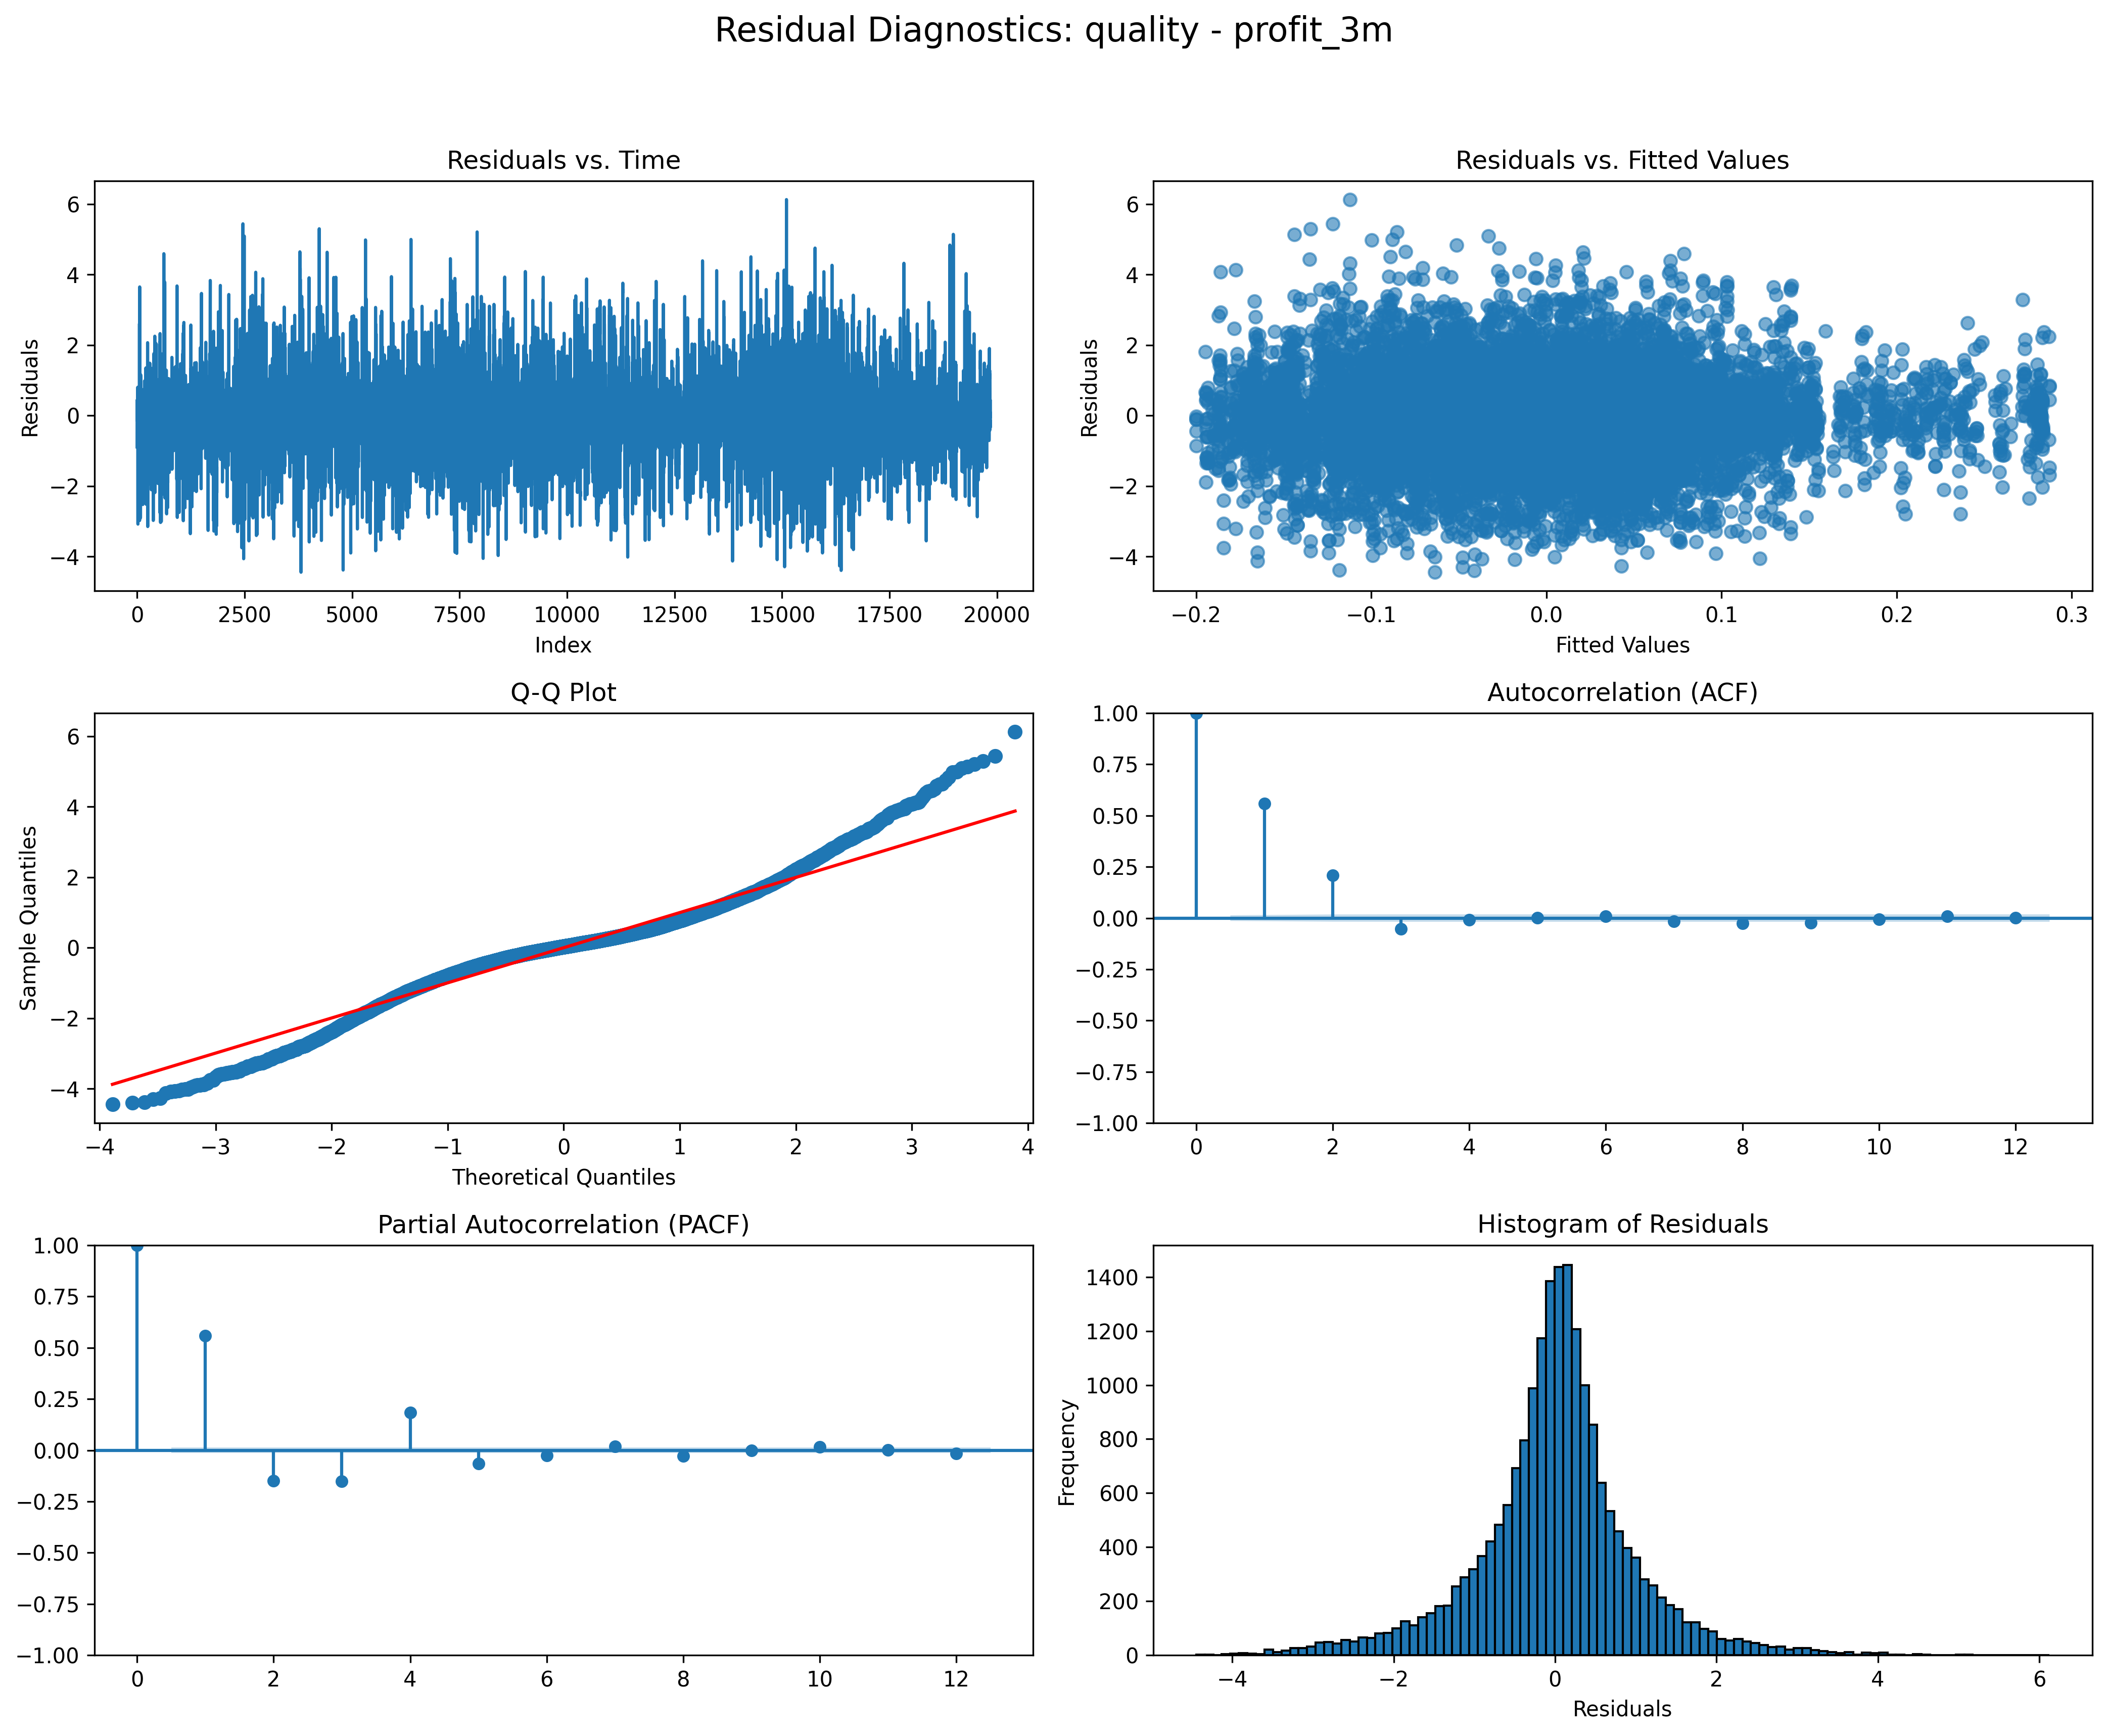 Residual Diagnostics: quality - profit_3m
Residuals vs. Time
6
4
2
0
−2
−4
Residuals
0 2500 5000 7500 10000 12500 15000 17500 20000
Index
Residuals vs. Fitted Values
6
4
2
0
−2
−4
Residuals
−0.2 −0.1 0.0 0.1 0.2 0.3
Fitted Values
Q-Q Plot
6
4
2
0
−2
−4
Sample Quantiles
−4 −3 −2 −1 0 1 2 3 4
Theoretical Quantiles
Autocorrelation (ACF)
1.00
0.75
0.50
0.25
0.00
−0.25
−0.50
−0.75
−1.00
0 2 4 6 8 10 12
Partial Autocorrelation (PACF)
1.00
0.75
0.50
0.25
0.00
−0.25
−0.50
−0.75
−1.00
0 2 4 6 8 10 12
Histogram of Residuals
1400
1200
1000
800
600
400
200
0
Frequency
−4 −2 0 2 4 6
Residuals